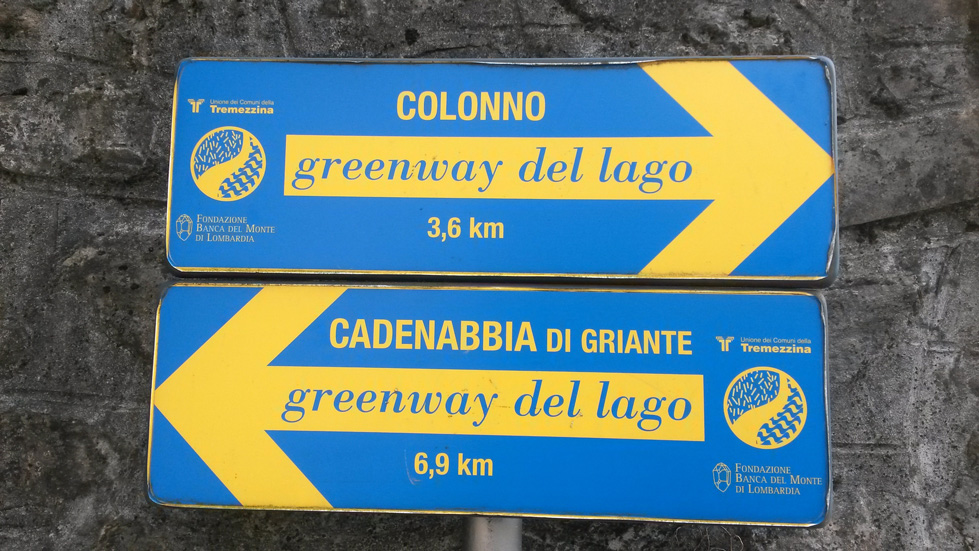 COLONNO
Unione dei Comuni della
Tremezzina
greenway del lago
3,6 km
FONDAZIONE
BANCA DEL MONTE
DI LOMBARDIA
CADENABBIA DI GRIANTE
Unione dei Comuni della
Tremezzina
greenway del lago
6,9 km
FONDAZIONE
BANCA DEL MONTE
DI LOMBARDIA